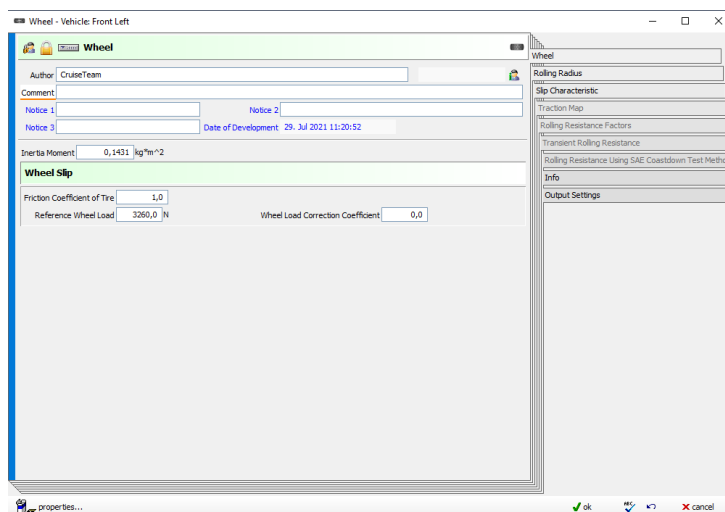 Wheel - Vehicle: Front Left
Wheel
Author CruiseTeam
Comment
Notice 1 Notice 2
Notice 3 Date of Development 29. Jul 2021 11:20:52
Inertia Moment 0,1431 kg*m^2
Wheel Slip
Friction Coefficient of Tire 1,0
Reference Wheel Load 3260,0 N Wheel Load Correction Coefficient 0,0
Wheel
Rolling Radius
Slip Characteristic
Traction Map
Rolling Resistance Factors
Transient Rolling Resistance
Rolling Resistance Using SAE Coastdown Test Metho
Info
Output Settings
properties... ok ABC cancel